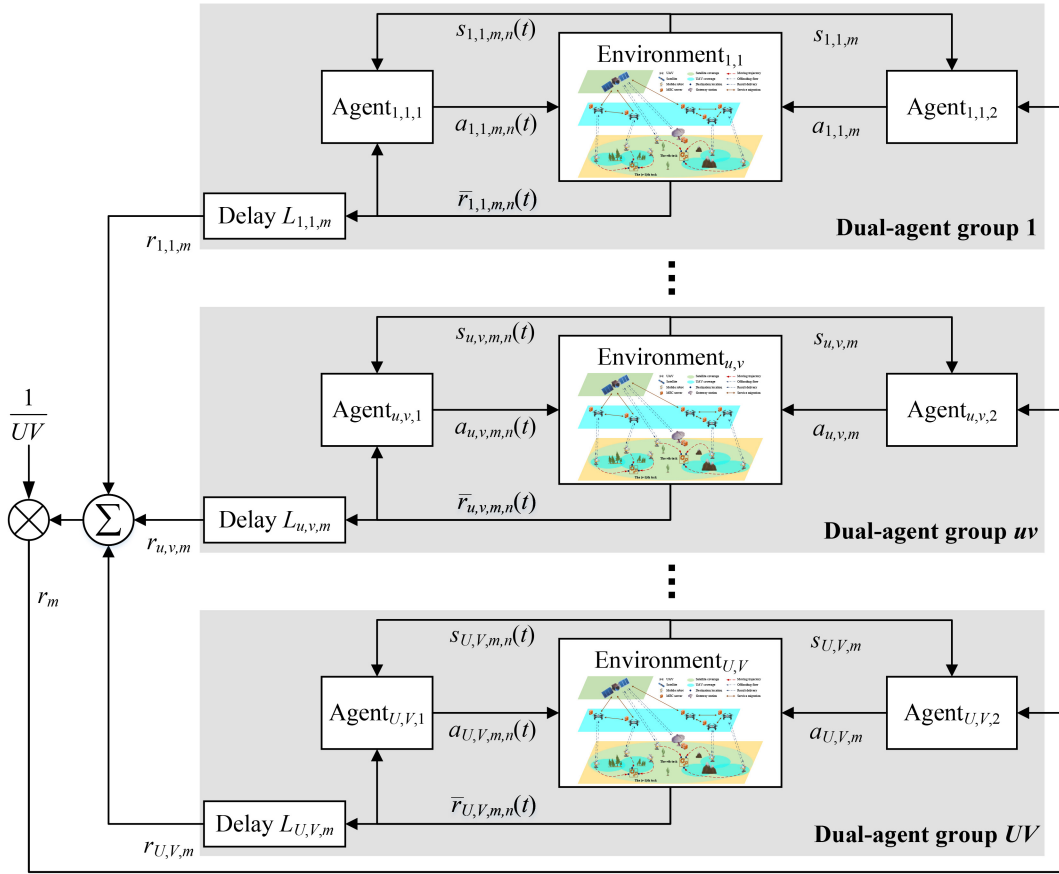 s1,1,m,n(t)
s1,1,m
Environment1,1
Agent1,1,1
a1,1,m,n(t)
a1,1,m
Agent1,1,2
r̅1,1,m,n(t)
Delay L1,1,m
r1,1,m
Dual-agent group 1
su,v,m,n(t)
su,v,m
Environmentu,v
Agentu,v,1
au,v,m,n(t)
au,v,m
Agentu,v,2
1
UV
r̅u,v,m,n(t)
Σ
Delay Lu,v,m
ru,v,m
Dual-agent group uv
rm
sU,V,m,n(t)
sU,V,m
EnvironmentU,V
AgentU,V,1
aU,V,m,n(t)
aU,V,m
AgentU,V,2
r̅U,V,m,n(t)
Delay LU,V,m
rU,V,m
Dual-agent group UV